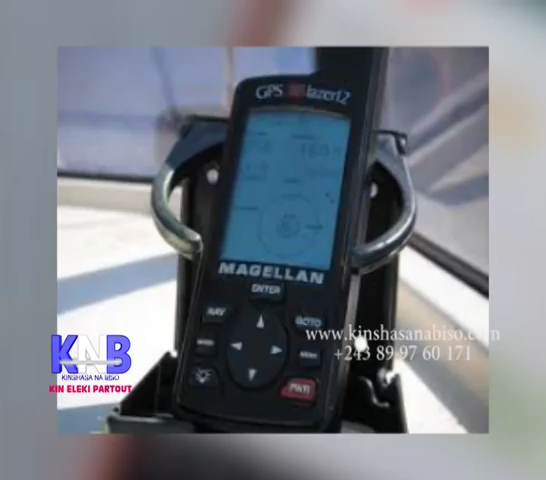 GPS Blazer12
MAGELLAN
ENTER
NAV
GOTO
PWR
www.kinshasanabiso.com
+243 89 97 60 171
KNB
KINSHASA NA BISO
KIN ELEKI PARTOUT